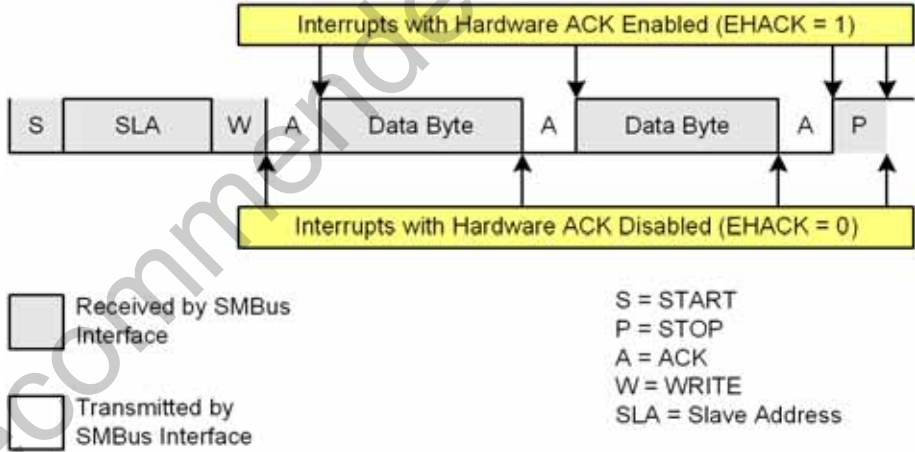 Interrupts with Hardware ACK Enabled (EHACK = 1)
S SLA W A Data Byte A Data Byte A P
Interrupts with Hardware ACK Disabled (EHACK = 0)
Received by SMBus
Interface
Transmitted by
SMBus Interface
S = START
P = STOP
A = ACK
W = WRITE
SLA = Slave Address